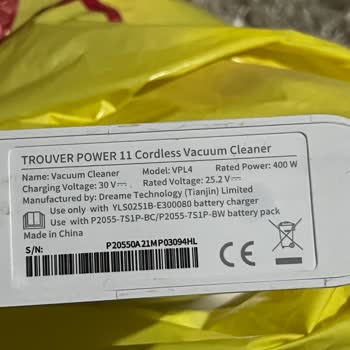 TROUVER POWER 11 Cordless Vacuum Cleaner
Name: Vacuum Cleaner Model: VPL4 Rated Power: 400 W
Charging Voltage: 30 V⎓ Rated Voltage: 25.2 V⎓
Manufactured by: Dreame Technology (Tianjin) Limited
Use only with YLS0251B-E300080 battery charger
Use with P2055-7S1P-BC/P2055-7S1P-BW battery pack
Made in China
S/N: P20550A21MP03094HL
CE